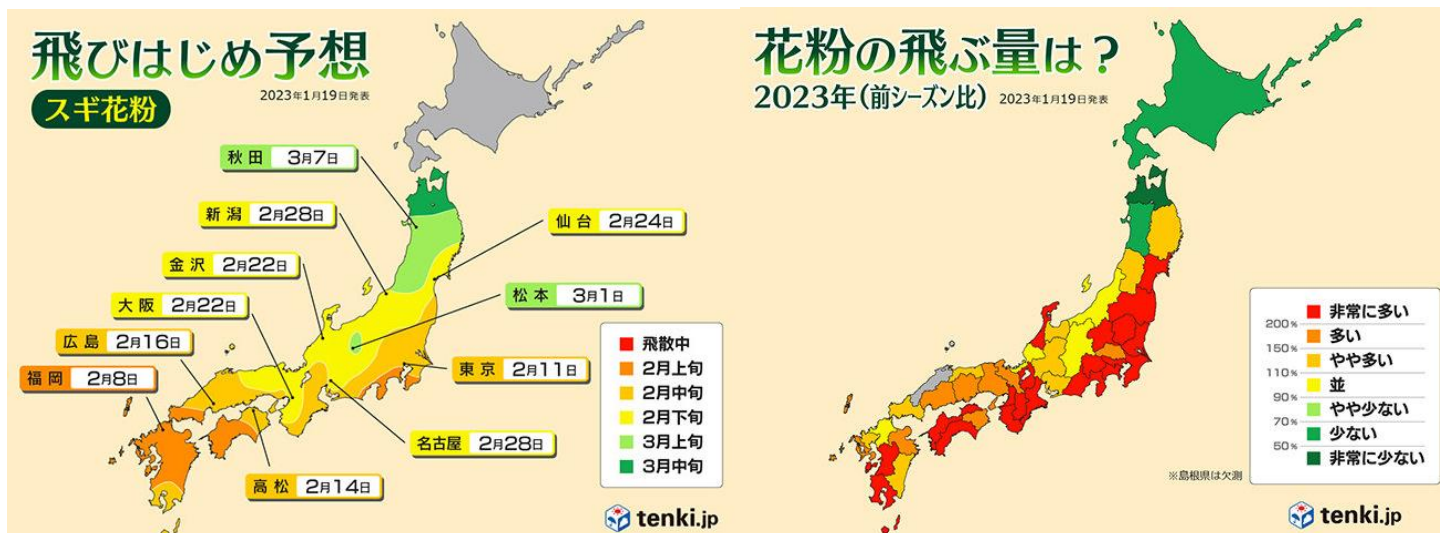 飛びはじめ予想
2023年1月19日発表
スギ花粉
秋田 3月7日
新潟 2月28日
仙台 2月24日
金沢 2月22日
松本 3月1日
大阪 2月22日
広島 2月16日
東京 2月11日
福岡 2月8日
名古屋 2月28日
高松 2月14日
飛散中
2月上旬
2月中旬
2月下旬
3月上旬
3月中旬
tenki.jp
花粉の飛ぶ量は？
2023年（前シーズン比） 2023年1月19日発表
非常に多い
200%
多い
150%
やや多い
110%
並
90%
やや少ない
70%
少ない
50%
非常に少ない
※島根県は欠測
tenki.jp